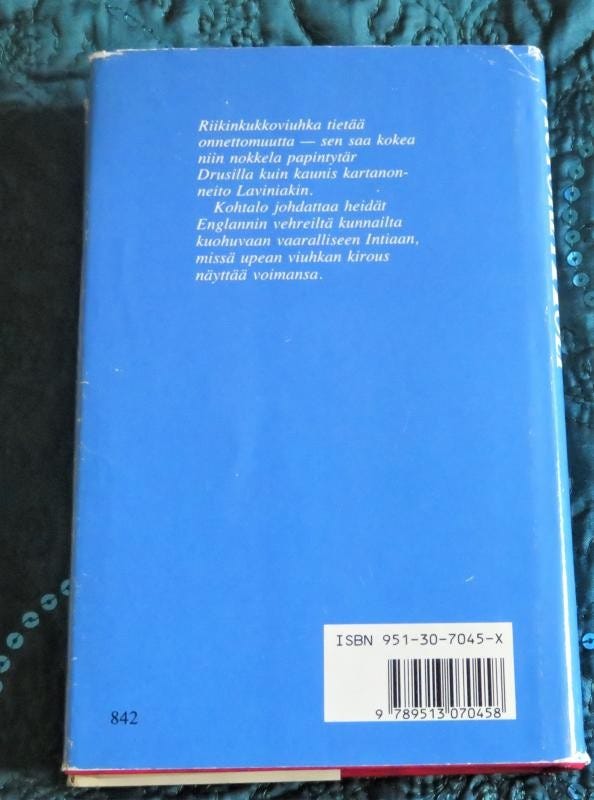 Riikinkukkoviuhka tietää
onnettomuutta — sen saa kokea
niin nokkela papintytär
Drusilla kuin kaunis kartanon-
neito Laviniakin.
Kohtalo johdattaa heidät
Englannin vehreiltä kunnailta
kuohuvaan vaaralliseen Intiaan,
missä upean viuhkan kirous
näyttää voimansa.
ISBN 951-30-7045-X
9 789513 070458
842